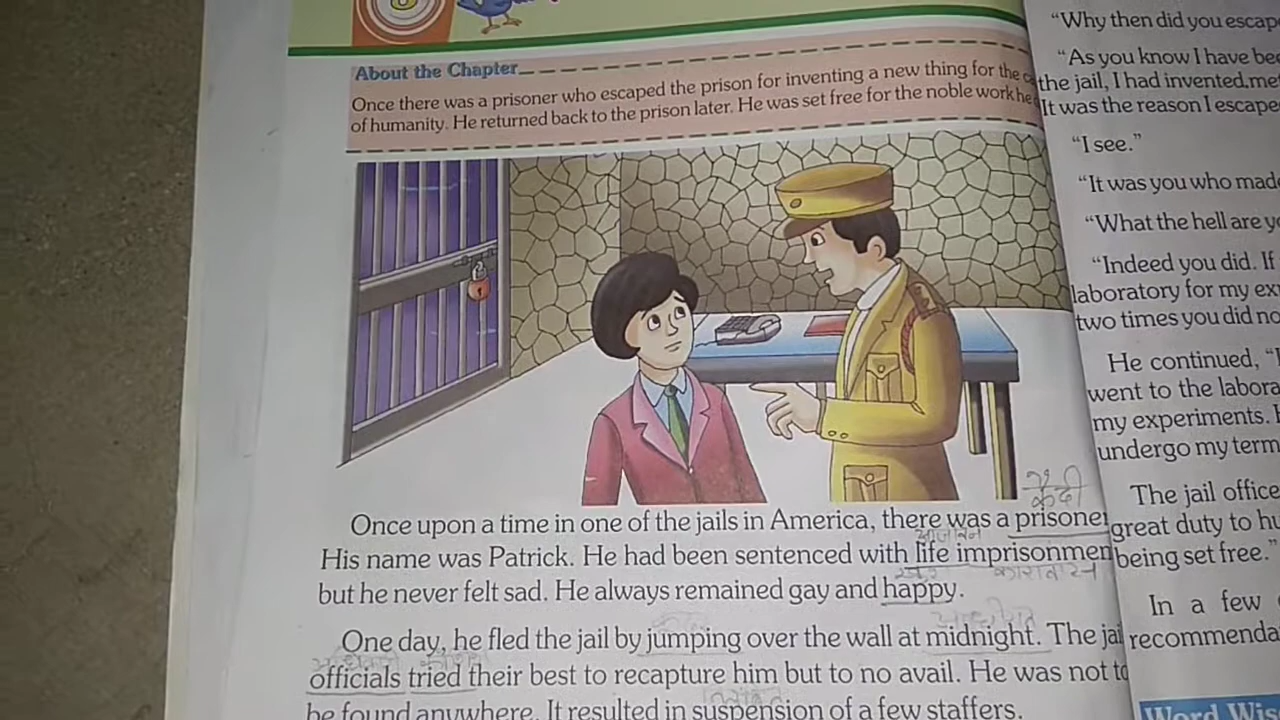 About the Chapter
Once there was a prisoner who escaped the prison for inventing a new thing for the
of humanity. He returned back to the prison later. He was set free for the noble work he
कैदी
Once upon a time in one of the jails in America, there was a prisoner
आजीवन
His name was Patrick. He had been sentenced with life imprisonmen
कारावास
but he never felt sad. He always remained gay and happy.
One day, he fled the jail by jumping over the wall at midnight. The jai
officials tried their best to recapture him but to no avail. He was not to
be found anywhere. It resulted in suspension of a few staffers.
"Why then did you escap
"As you know I have bee
the jail, I had invented me
It was the reason I escape
"I see."
"It was you who made
"What the hell are yo
"Indeed you did. If
laboratory for my ex
two times you did no
He continued, "I
went to the labora
my experiments. I
undergo my term
The jail office
great duty to hu
being set free."
In a few
recommenda
Word Wis